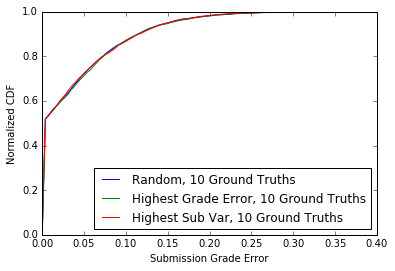 1.0
0.8
0.6
0.4
0.2
0.0
Normalized CDF
Random, 10 Ground Truths
Highest Grade Error, 10 Ground Truths
Highest Sub Var, 10 Ground Truths
0.00 0.05 0.10 0.15 0.20 0.25 0.30 0.35 0.40
Submission Grade Error